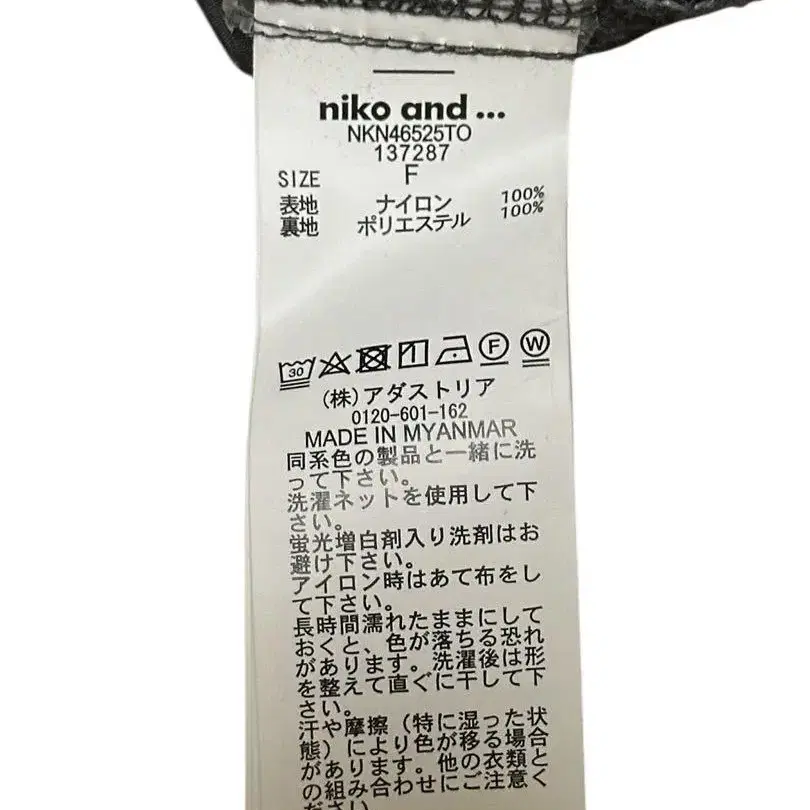 niko and ...
NKN46525TO
137287
SIZE F
表地 ナイロン 100%
裏地 ポリエステル 100%
30 F W
(株)アダストリア
0120-601-162
MADE IN MYANMAR
同系色の製品と一緒に洗
って下さい。
洗濯ネットを使用して下
さい。
蛍光増白剤入り洗剤はお
避け下さい。
アイロン時はあて布をし
て下さい。
長時間濡れたままにして
おくと、色が落ちる恐れ
があります。洗濯後は形
を整えて直ぐに干して下
さい。
汗や摩擦（特に湿った状
態）により色が移る場合
があります。他の衣類と
の組み合わせにご注意く
ださい